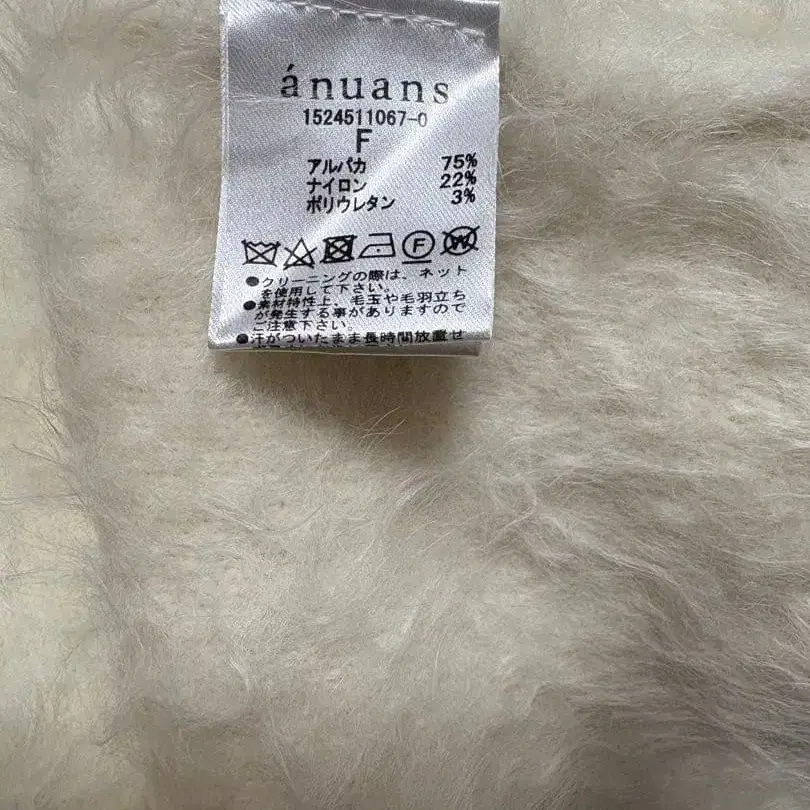 ánuans
1524511067-0
F
アルパカ 75%
ナイロン 22%
ポリウレタン 3%
F W
●クリーニングの際は、ネット
を使用して下さい。
●素材特性上、毛玉や毛羽立ち
が発生する事がありますので
ご注意下さい。
●汗がついたまま長時間放置せ